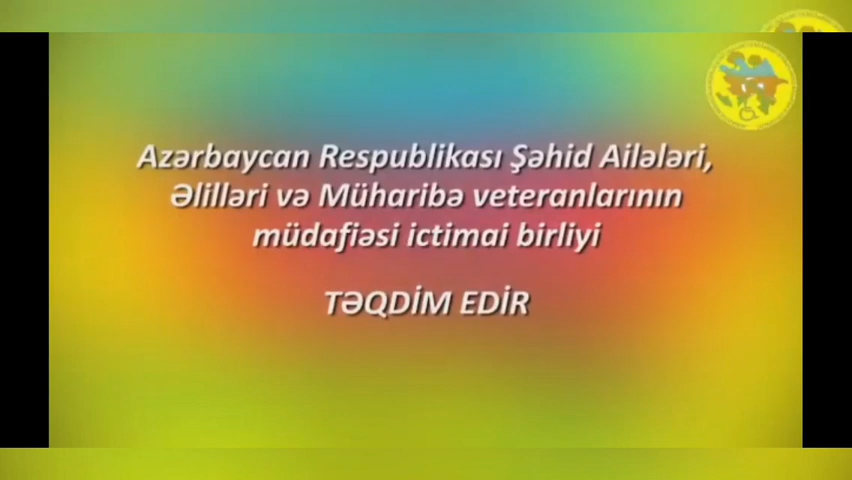 Azərbaycan Respublikası Şəhid Ailələri,
Əlilləri və Müharibə veteranlarının
müdafiəsi ictimai birliyi
TƏQDİM EDİR